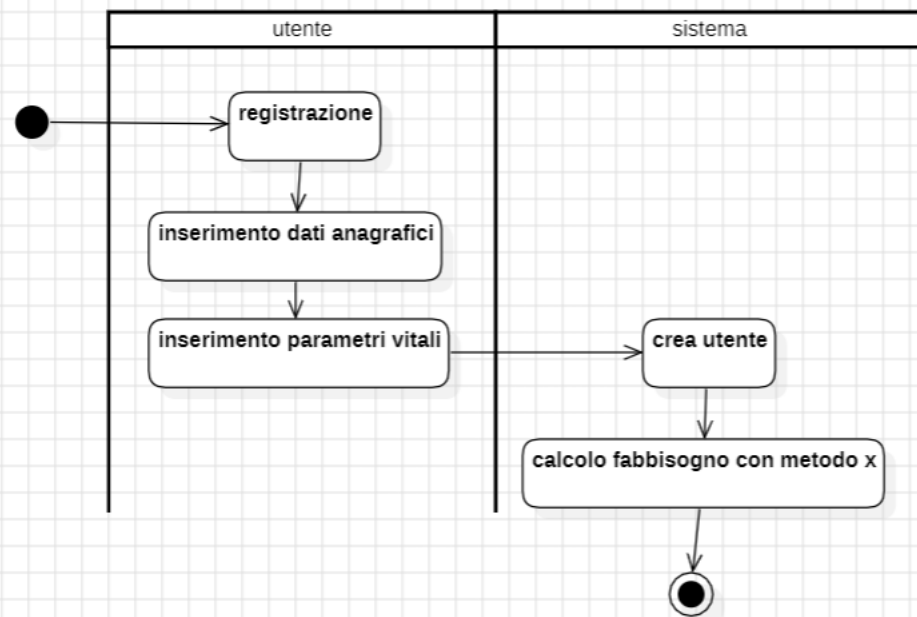 utente
sistema
registrazione
inserimento dati anagrafici
inserimento parametri vitali
crea utente
calcolo fabbisogno con metodo x